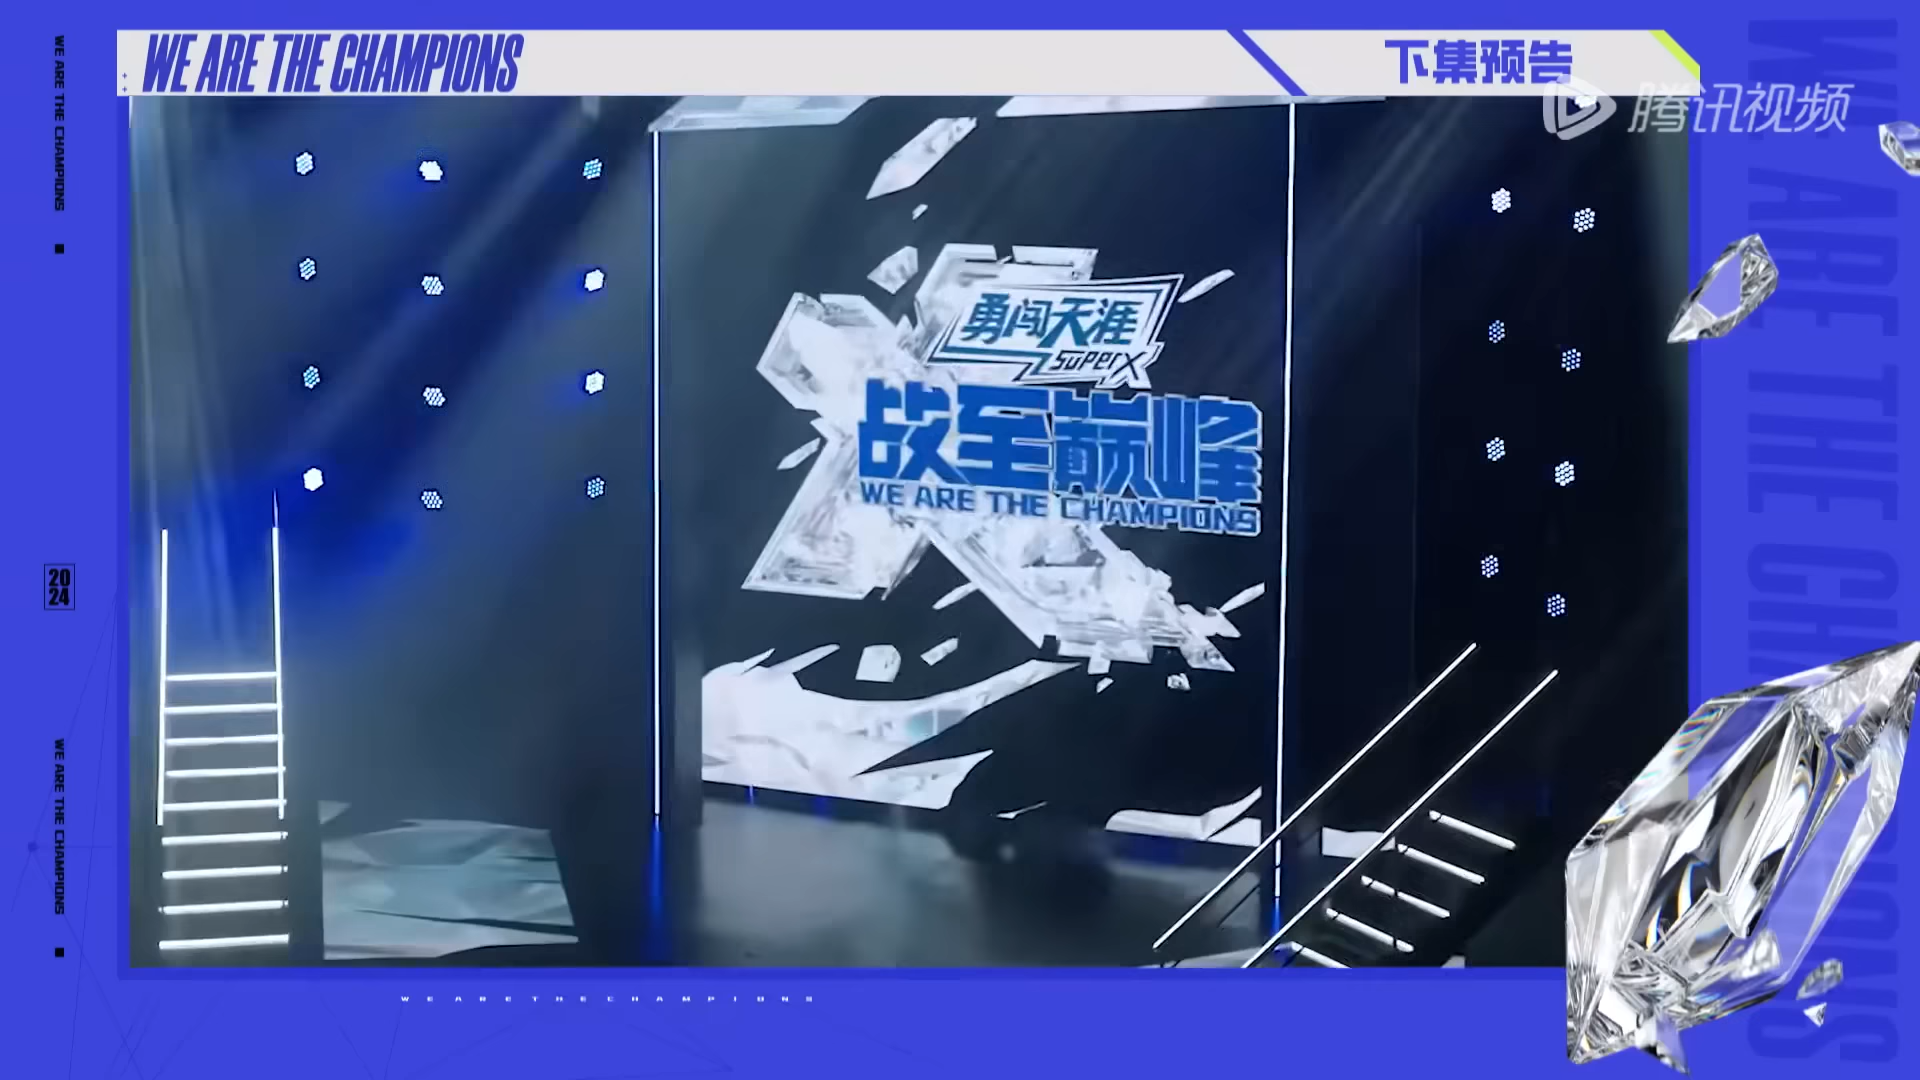 WE ARE THE CHAMPIONS
下集预告
腾讯视频
WE ARE THE CHAMPIONS
勇闯天涯
superX
战至巅峰
WE ARE THE CHAMPIONS
20
24
WE ARE THE CHAMPIONS
WE ARE THE CHAMPIONS
WE ARE THE CHAMPIONS